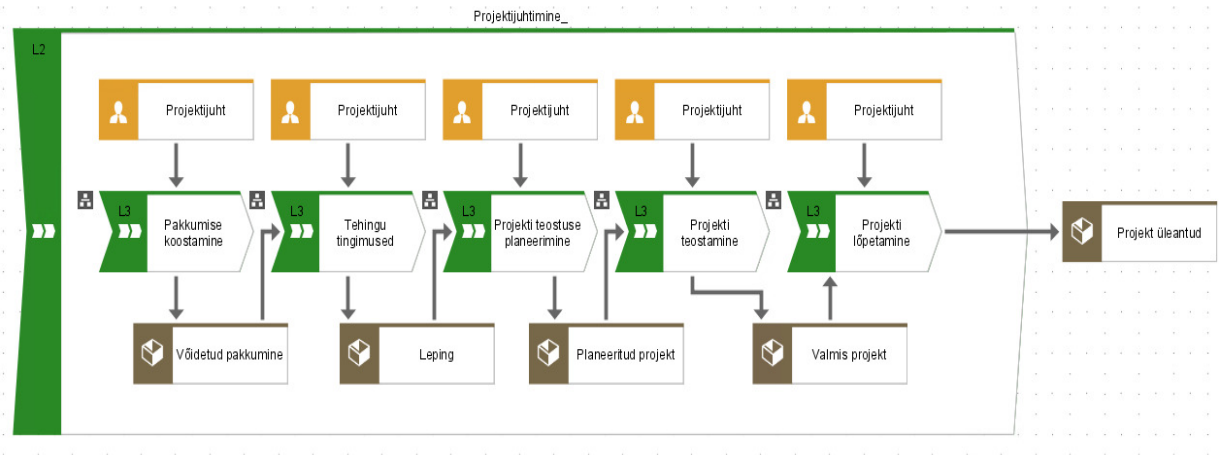 Projektijuhtimine_
L2
Projektijuht
Projektijuht
Projektijuht
Projektijuht
Projektijuht
L3
Pakkumise
koostamine
L3
Tehingu
tingimused
L3
Projekti teostuse
planeerimine
L3
Projekti
teostamine
L3
Projekti
lõpetamine
Projekt üleantud
Võidetud pakkumine
Leping
Planeeritud projekt
Valmis projekt